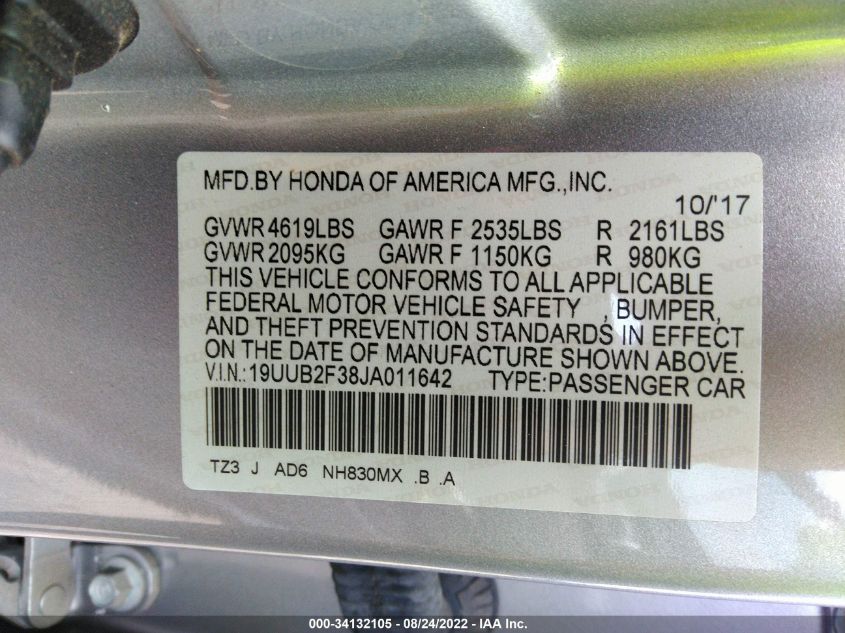 MFD.BY HONDA OF AMERICA MFG.,INC.
10/'17
GVWR 4619LBS GAWR F 2535LBS R 2161LBS
GVWR 2095KG GAWR F 1150KG R 980KG
THIS VEHICLE CONFORMS TO ALL APPLICABLE
FEDERAL MOTOR VEHICLE SAFETY , BUMPER,
AND THEFT PREVENTION STANDARDS IN EFFECT
ON THE DATE OF MANUFACTURE SHOWN ABOVE.
V.I.N.:19UUB2F38JA011642 TYPE:PASSENGER CAR
TZ3 J AD6 NH830MX .B .A
000-34132105 - 08/24/2022 - IAA Inc.